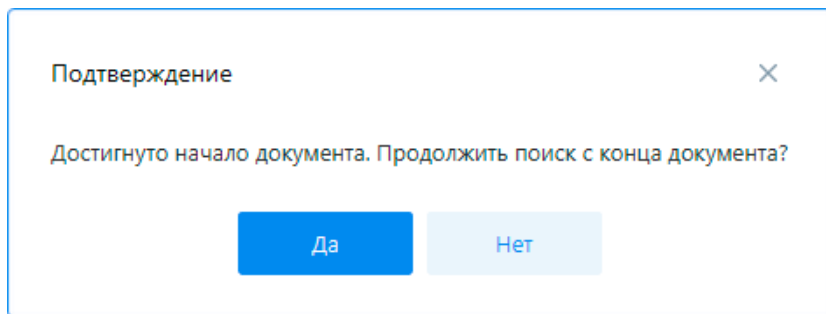 Подтверждение
Достигнуто начало документа. Продолжить поиск с конца документа?
Да
Нет